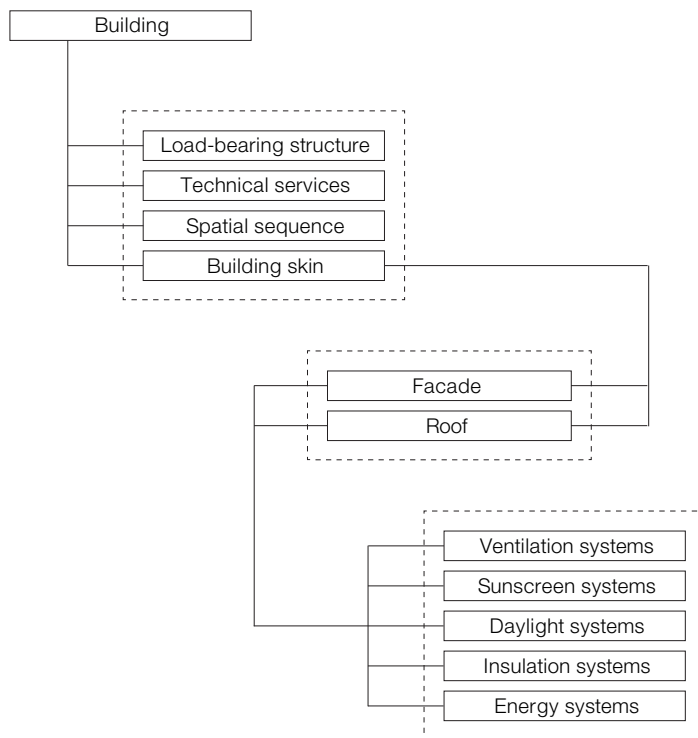 Building
Load-bearing structure
Technical services
Spatial sequence
Building skin
Facade
Roof
Ventilation systems
Sunscreen systems
Daylight systems
Insulation systems
Energy systems